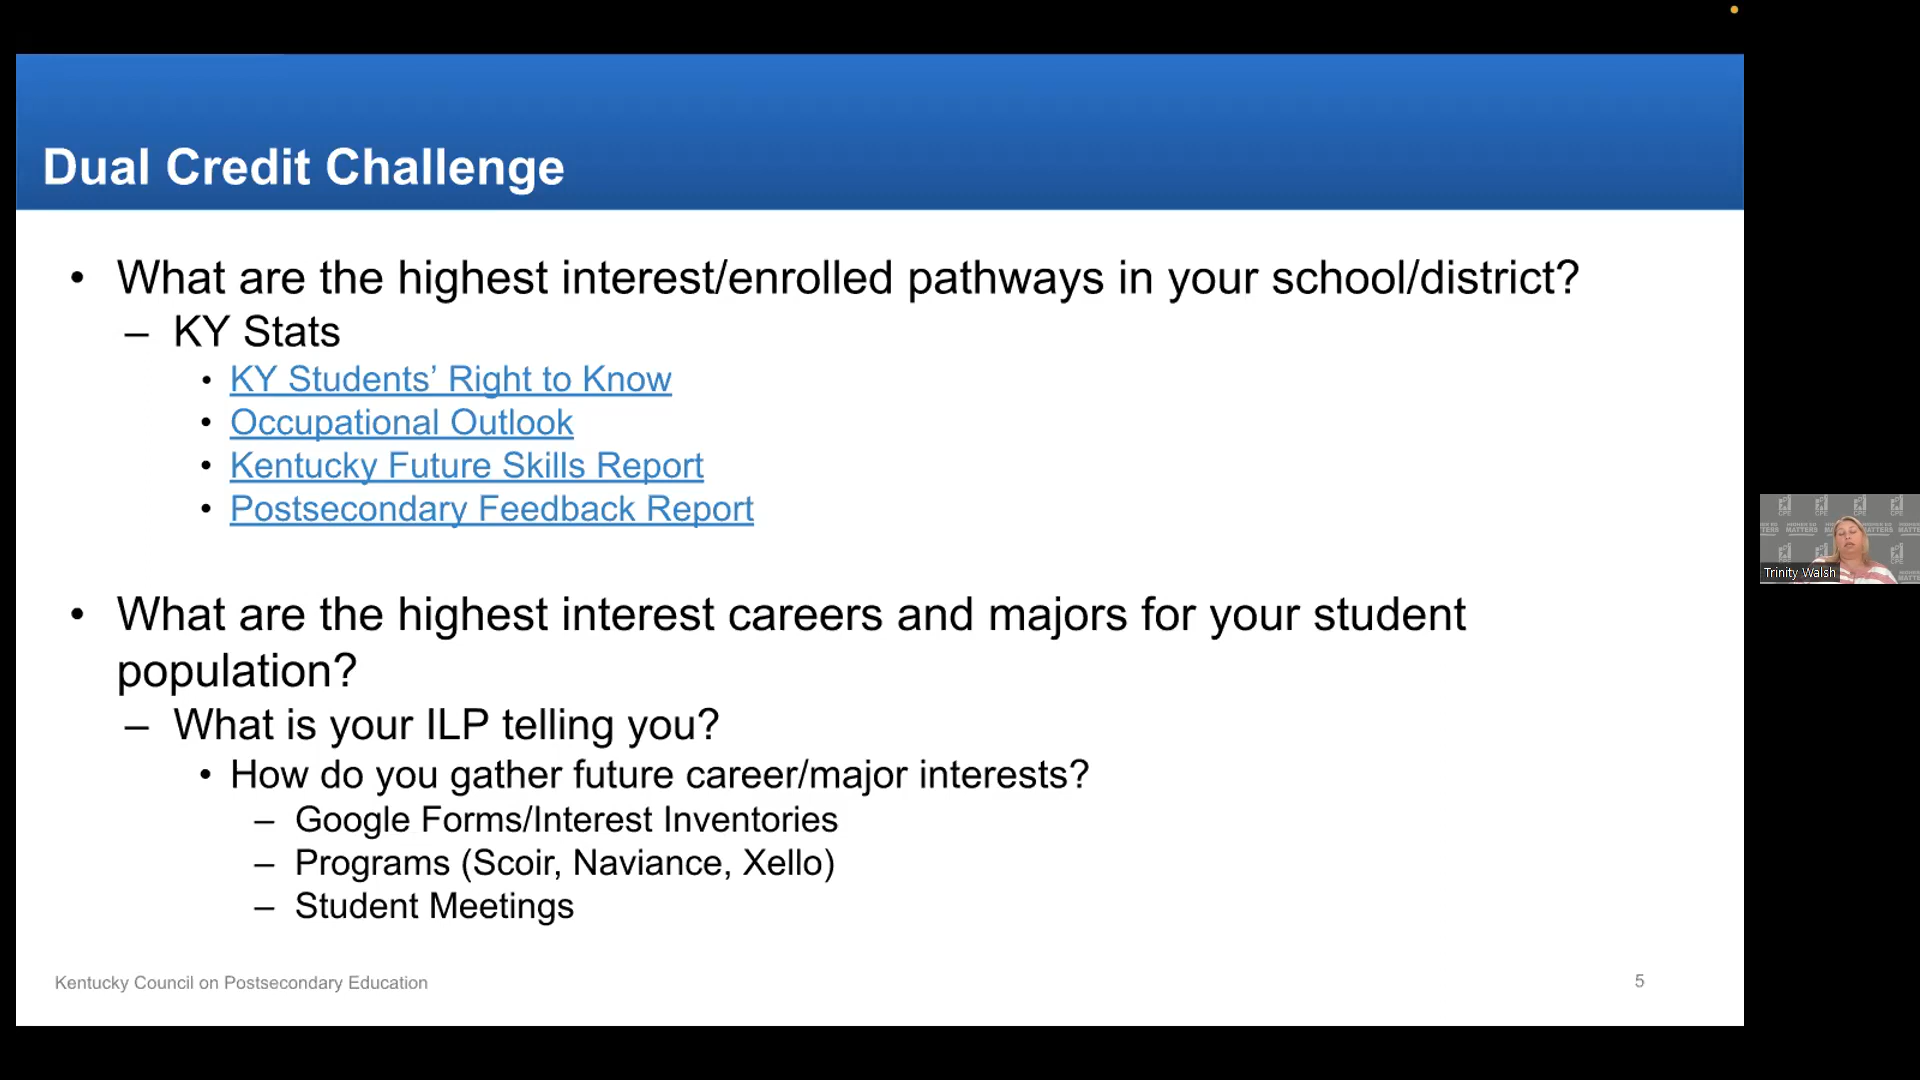 Dual Credit Challenge
• What are the highest interest/enrolled pathways in your school/district?
– KY Stats
• KY Students’ Right to Know
• Occupational Outlook
• Kentucky Future Skills Report
• Postsecondary Feedback Report
• What are the highest interest careers and majors for your student
population?
– What is your ILP telling you?
• How do you gather future career/major interests?
– Google Forms/Interest Inventories
– Programs (Scoir, Naviance, Xello)
– Student Meetings
Kentucky Council on Postsecondary Education
5
Trinity Walsh